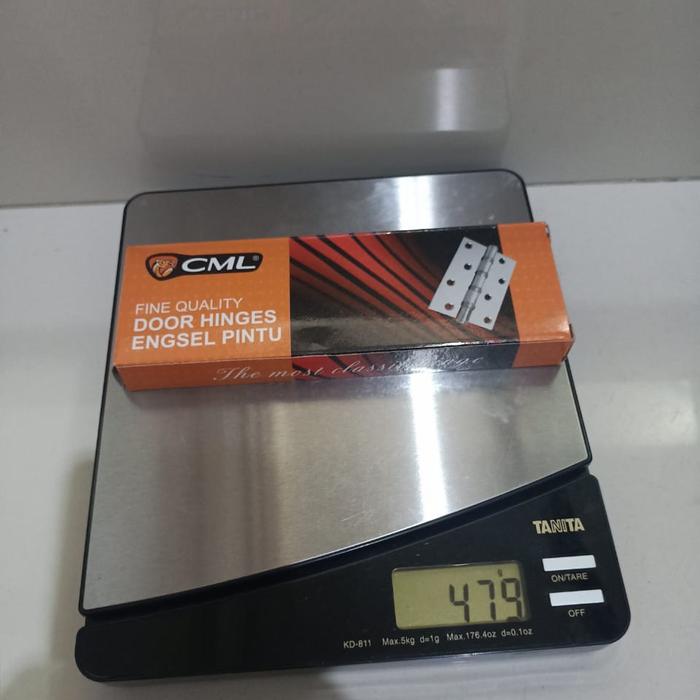 CML®
FINE QUALITY
DOOR HINGES
ENGSEL PINTU
The most classic
TANITA
ON/TARE
479
OFF
KD-811 Max.5kg d=1g Max.176.4oz d=0.1oz